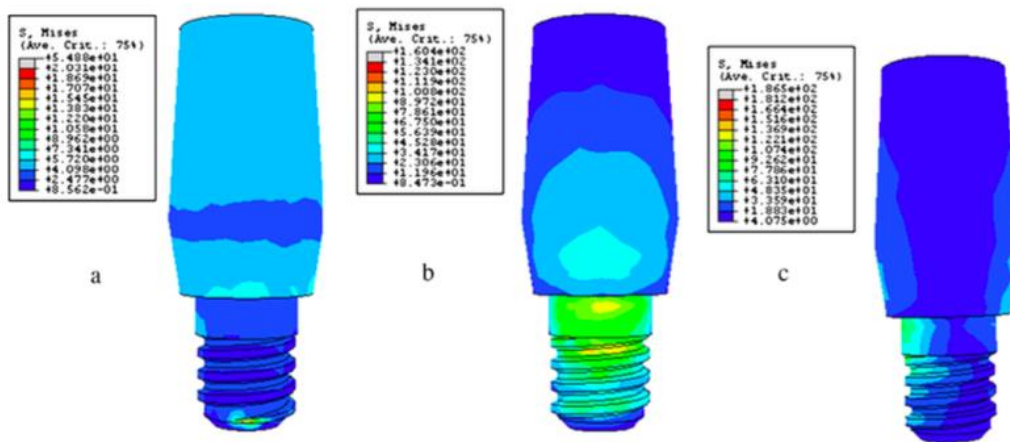 S, Mises
(Ave. Crit.: 75%)
+5.488e+01
+2.031e+01
+1.869e+01
+1.707e+01
+1.545e+01
+1.383e+01
+1.220e+01
+1.058e+01
+8.962e+00
+7.341e+00
+5.720e+00
+4.098e+00
+2.477e+00
+8.562e-01
a
S, Mises
(Ave. Crit.: 75%)
+1.604e+02
+1.341e+02
+1.230e+02
+1.119e+02
+1.008e+02
+8.972e+01
+7.861e+01
+6.750e+01
+5.639e+01
+4.528e+01
+3.417e+01
+2.306e+01
+1.196e+01
+8.473e-01
b
S, Mises
(Ave. Crit.: 75%)
+1.865e+02
+1.812e+02
+1.664e+02
+1.516e+02
+1.369e+02
+1.221e+02
+1.074e+02
+9.262e+01
+7.786e+01
+6.310e+01
+4.835e+01
+3.359e+01
+1.883e+01
+4.075e+00
c